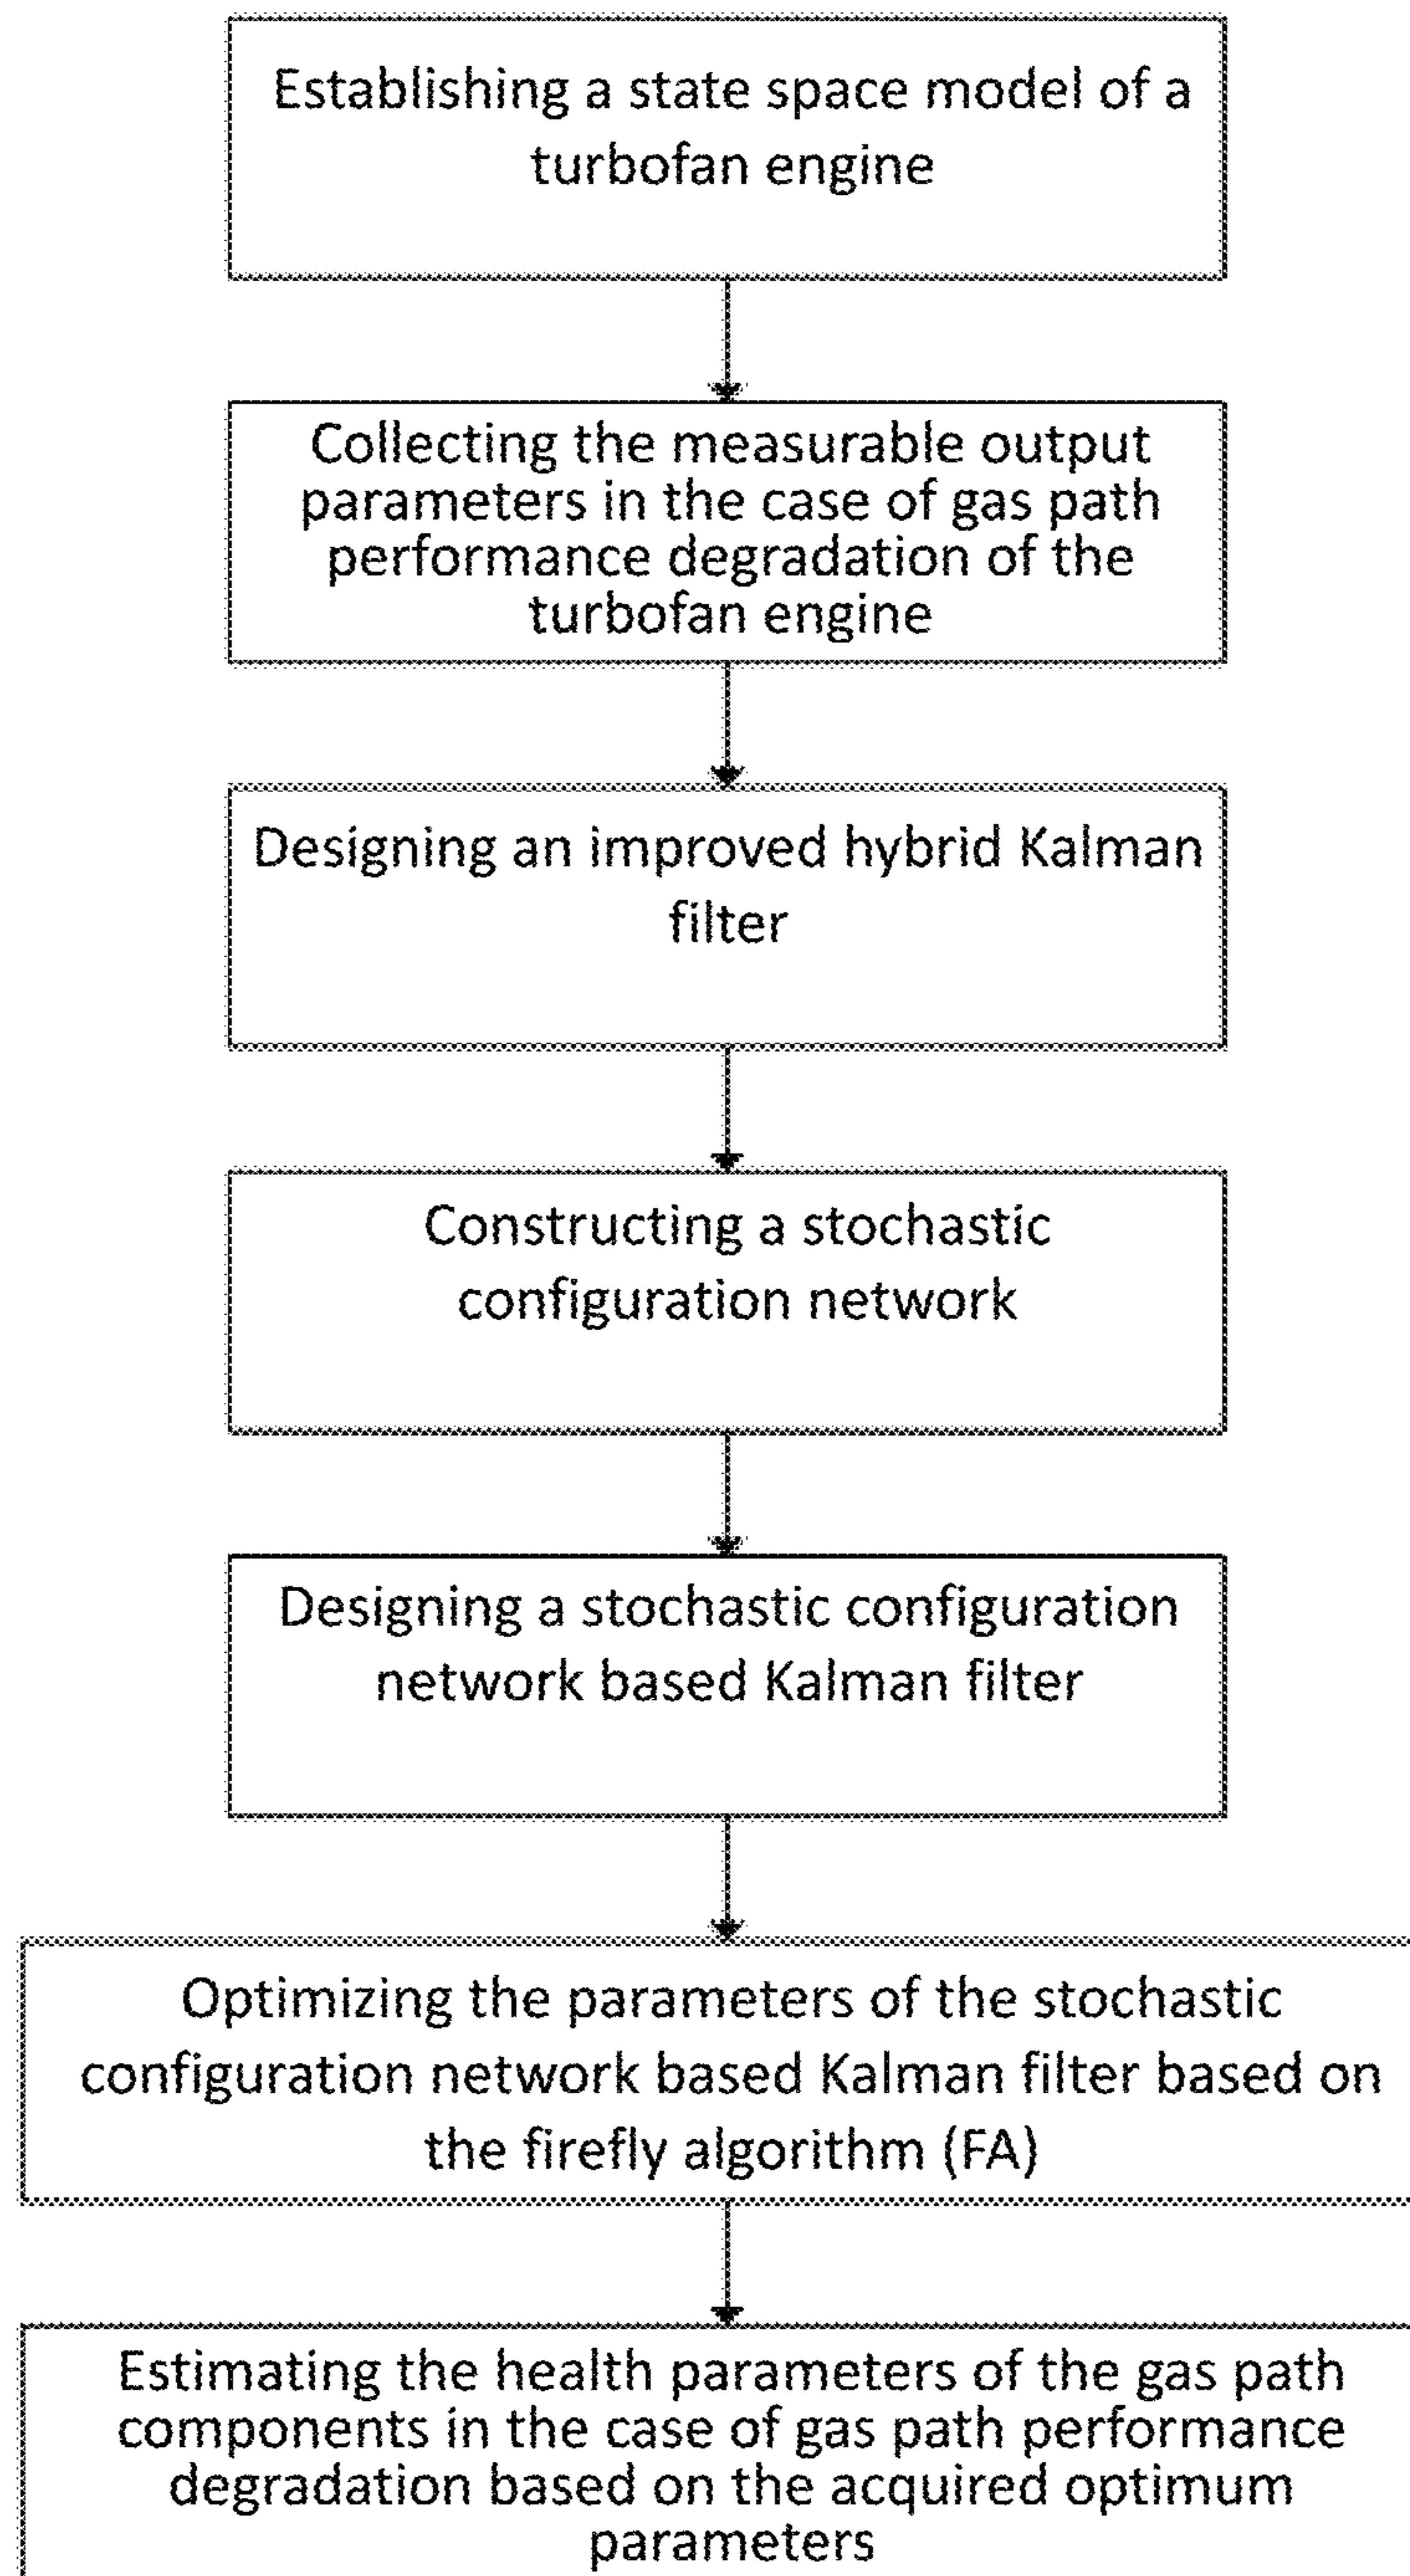 Establishing a state space model of a
turbofan engine
Collecting the measurable output
parameters in the case of gas path
performance degradation of the
turbofan engine
Designing an improved hybrid Kalman
filter
Constructing a stochastic
configuration network
Designing a stochastic configuration
network based Kalman filter
Optimizing the parameters of the stochastic
configuration network based Kalman filter based on
the firefly algorithm (FA)
Estimating the health parameters of the gas path
components in the case of gas path performance
degradation based on the acquired optimum
parameters